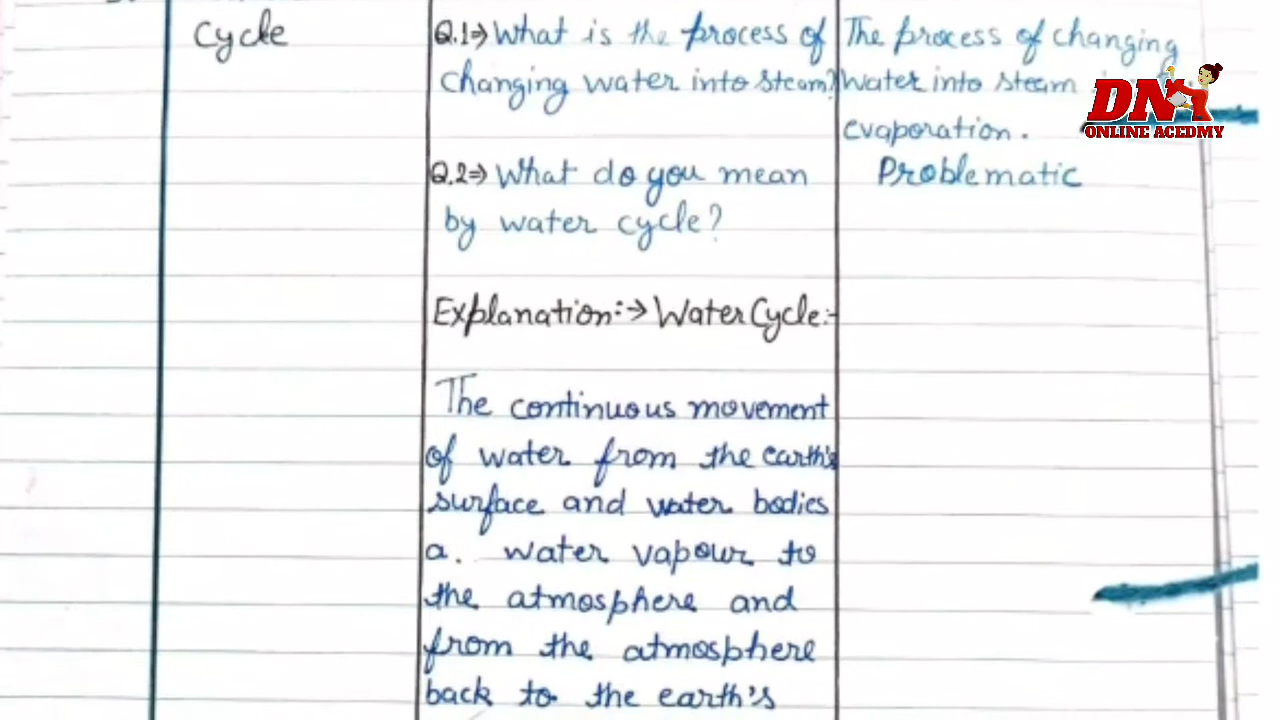 Cycle
Q.1⇒ What is the process of
changing water into steam?
Q.2⇒ What do you mean
by water cycle?
Explanation:→ Water Cycle:-
The continuous movement
of water from the earth's
surface and water bodies
a. water vapour to
the atmosphere and
from the atmosphere
back to the earth's
The process of changing
water into steam
evaporation.
Problematic
DNA
ONLINE ACEDMY